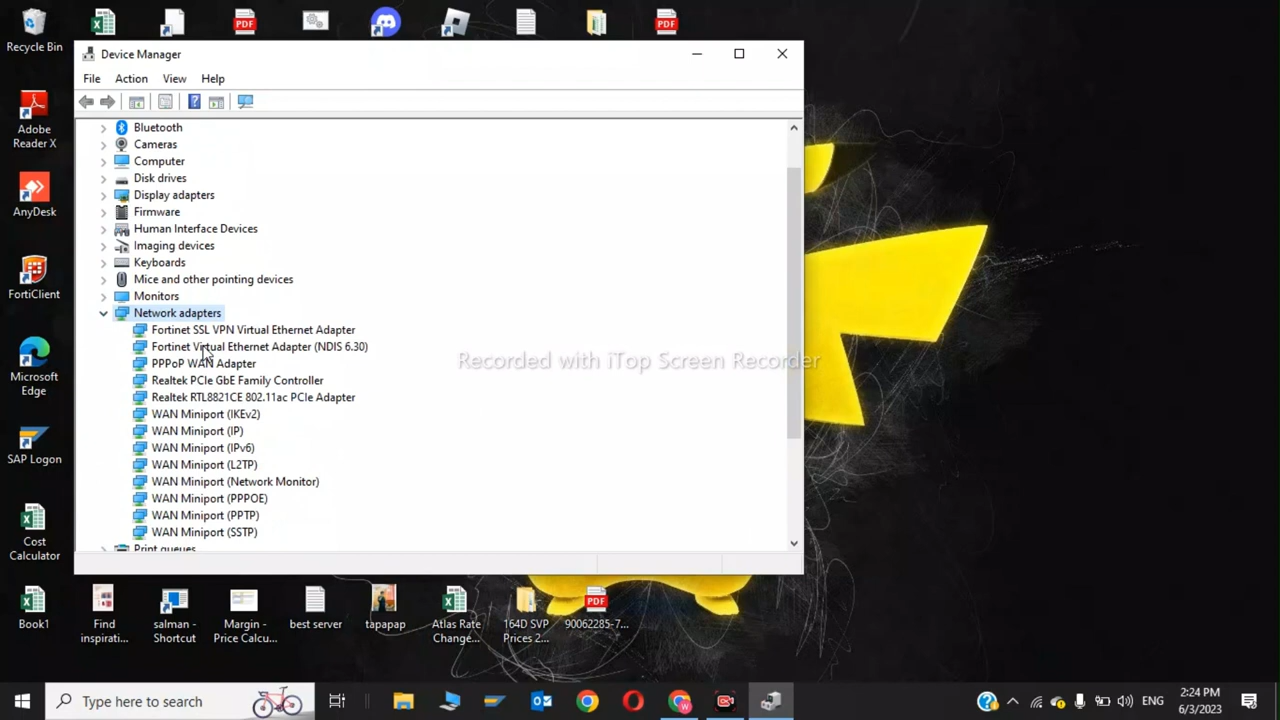 Recycle Bin
PDF
PDF
Device Manager
File Action View Help
Bluetooth
Cameras
Computer
Disk drives
Display adapters
Firmware
Human Interface Devices
Imaging devices
Keyboards
Mice and other pointing devices
Monitors
Network adapters
Fortinet SSL VPN Virtual Ethernet Adapter
Fortinet Virtual Ethernet Adapter (NDIS 6.30)
PPPoP WAN Adapter
Realtek PCIe GbE Family Controller
Realtek RTL8821CE 802.11ac PCIe Adapter
WAN Miniport (IKEv2)
WAN Miniport (IP)
WAN Miniport (IPv6)
WAN Miniport (L2TP)
WAN Miniport (Network Monitor)
WAN Miniport (PPPOE)
WAN Miniport (PPTP)
WAN Miniport (SSTP)
Print queues
Recorded with iTop Screen Recorder
Adobe
Reader X
AnyDesk
FortiClient
Microsoft
Edge
SAP Logon
Cost
Calculator
Book1
Find
inspirati...
salman -
Shortcut
Margin -
Price Calcu...
best server
tapapap
Atlas Rate
Change...
164D SVP
Prices 2...
PDF
90062285-7...
Type here to search
ENG
2:24 PM
6/3/2023